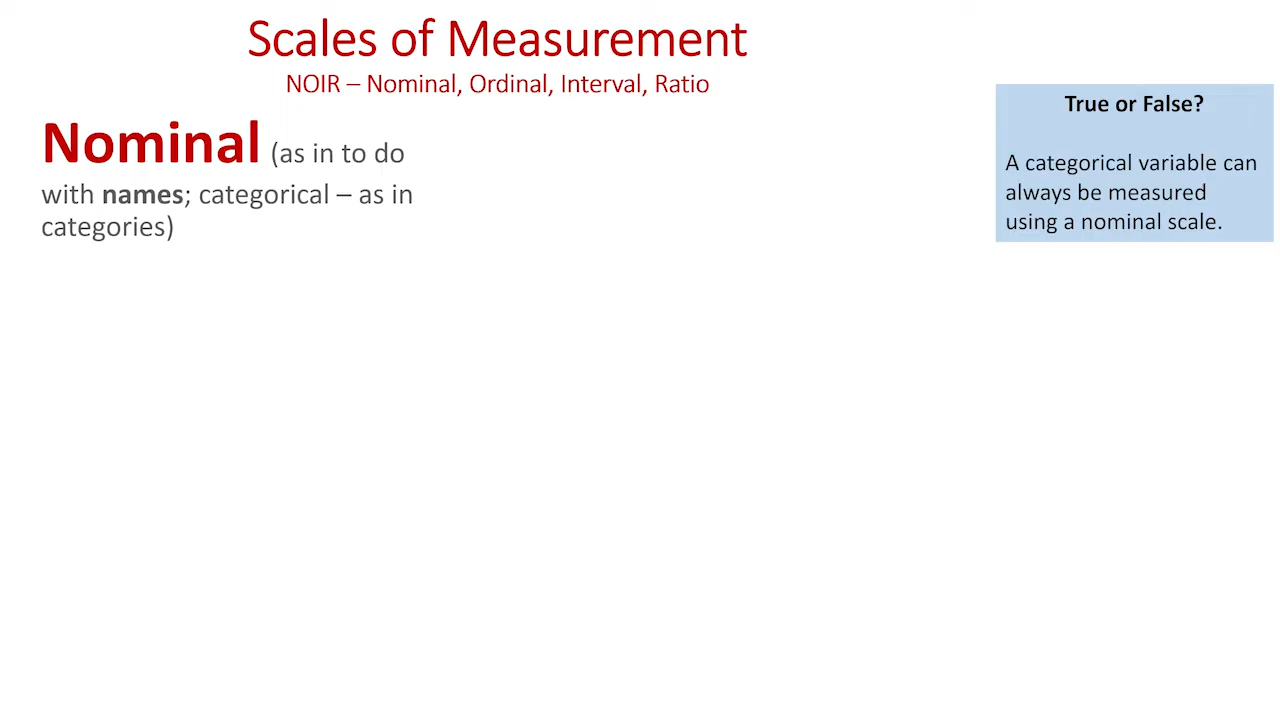 Scales of Measurement
NOIR – Nominal, Ordinal, Interval, Ratio
Nominal (as in to do
with names; categorical – as in
categories)
True or False?
A categorical variable can
always be measured
using a nominal scale.